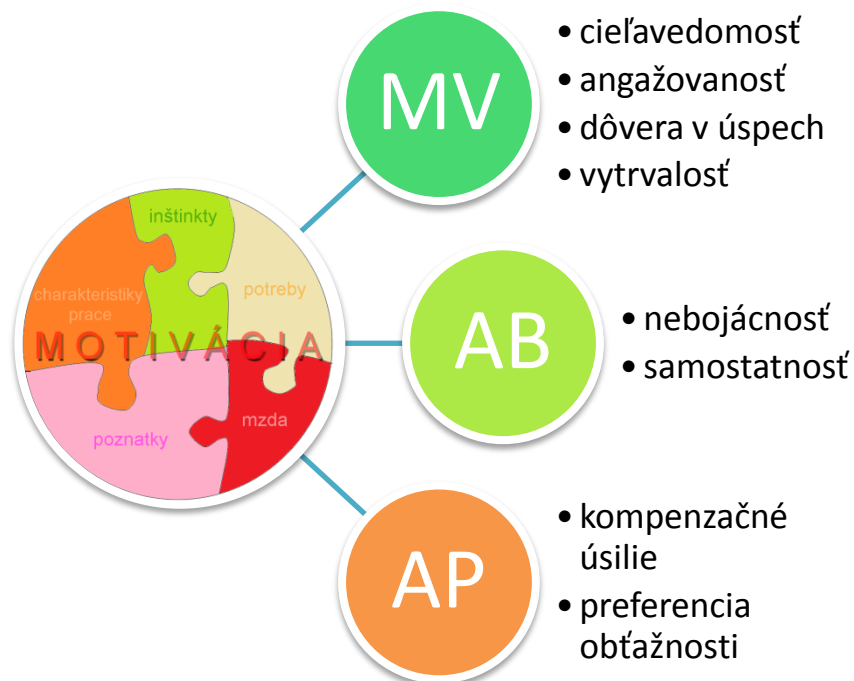 MV
• cieľavedomosť
• angažovanosť
• dôvera v úspech
• vytrvalosť
inštinkty
charakteristiky
prace
potreby
MOTIVÁCIA
poznatky
mzda
AB
• nebojácnosť
• samostatnosť
AP
• kompenzačné
úsilie
• preferencia
obťažnosti